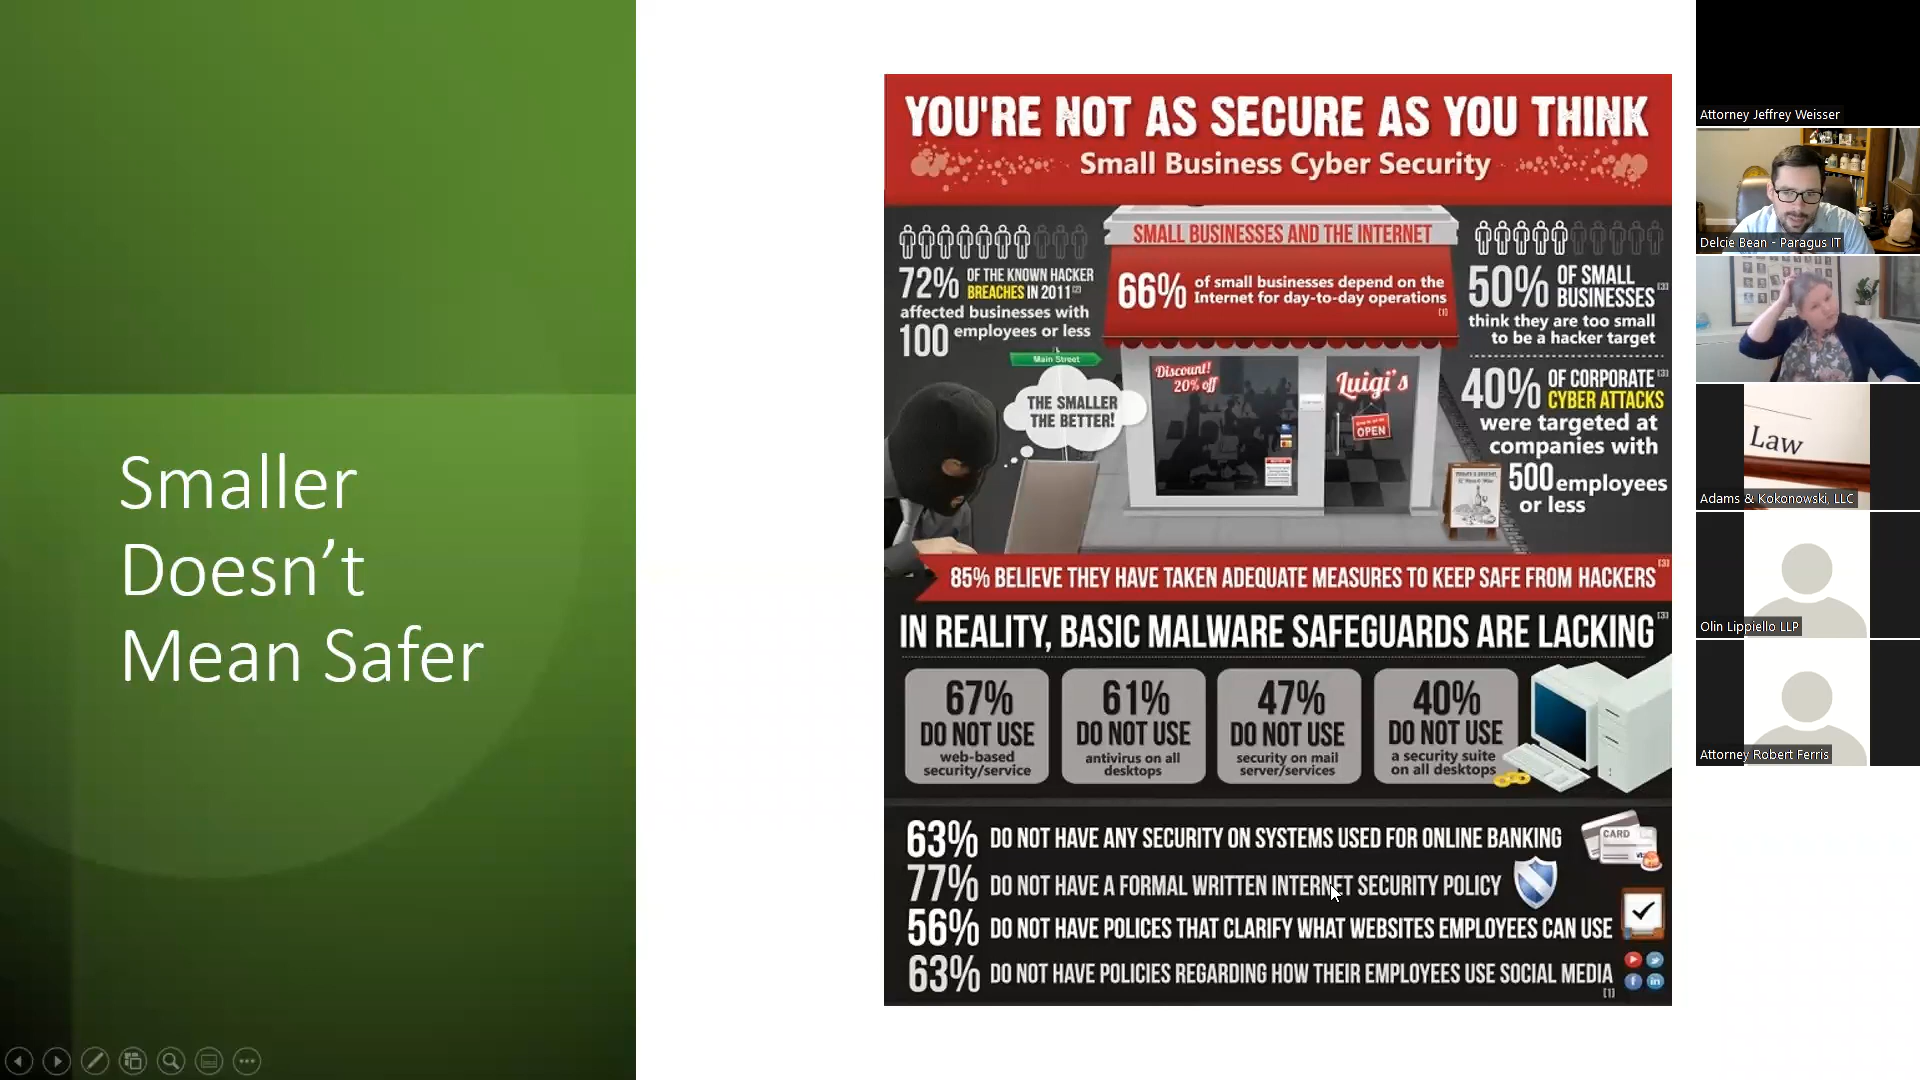 Smaller
Doesn’t
Mean Safer
YOU'RE NOT AS SECURE AS YOU THINK
Small Business Cyber Security
72% OF THE KNOWN HACKER
BREACHES IN 2011 [2]
affected businesses with
100 employees or less
SMALL BUSINESSES AND THE INTERNET
66% of small businesses depend on the
Internet for day-to-day operations
[1]
50% OF SMALL
BUSINESSES [3]
think they are too small
to be a hacker target
40% OF CORPORATE [3]
CYBER ATTACKS
were targeted at
companies with
500 employees
or less
Main Street
THE SMALLER
THE BETTER!
Discount!
20% off
Luigi's
OPEN
85% BELIEVE THEY HAVE TAKEN ADEQUATE MEASURES TO KEEP SAFE FROM HACKERS [3]
IN REALITY, BASIC MALWARE SAFEGUARDS ARE LACKING [3]
67%
DO NOT USE
web-based
security/service
61%
DO NOT USE
antivirus on all
desktops
47%
DO NOT USE
security on mail
server/services
40%
DO NOT USE
a security suite
on all desktops
63% DO NOT HAVE ANY SECURITY ON SYSTEMS USED FOR ONLINE BANKING
CARD
77% DO NOT HAVE A FORMAL WRITTEN INTERNET SECURITY POLICY
56% DO NOT HAVE POLICES THAT CLARIFY WHAT WEBSITES EMPLOYEES CAN USE
63% DO NOT HAVE POLICIES REGARDING HOW THEIR EMPLOYEES USE SOCIAL MEDIA
[1]
Attorney Jeffrey Weisser
Delcie Bean - Paragus IT
Law
Adams & Kokonowski, LLC
Olin Lippiello LLP
Attorney Robert Ferris